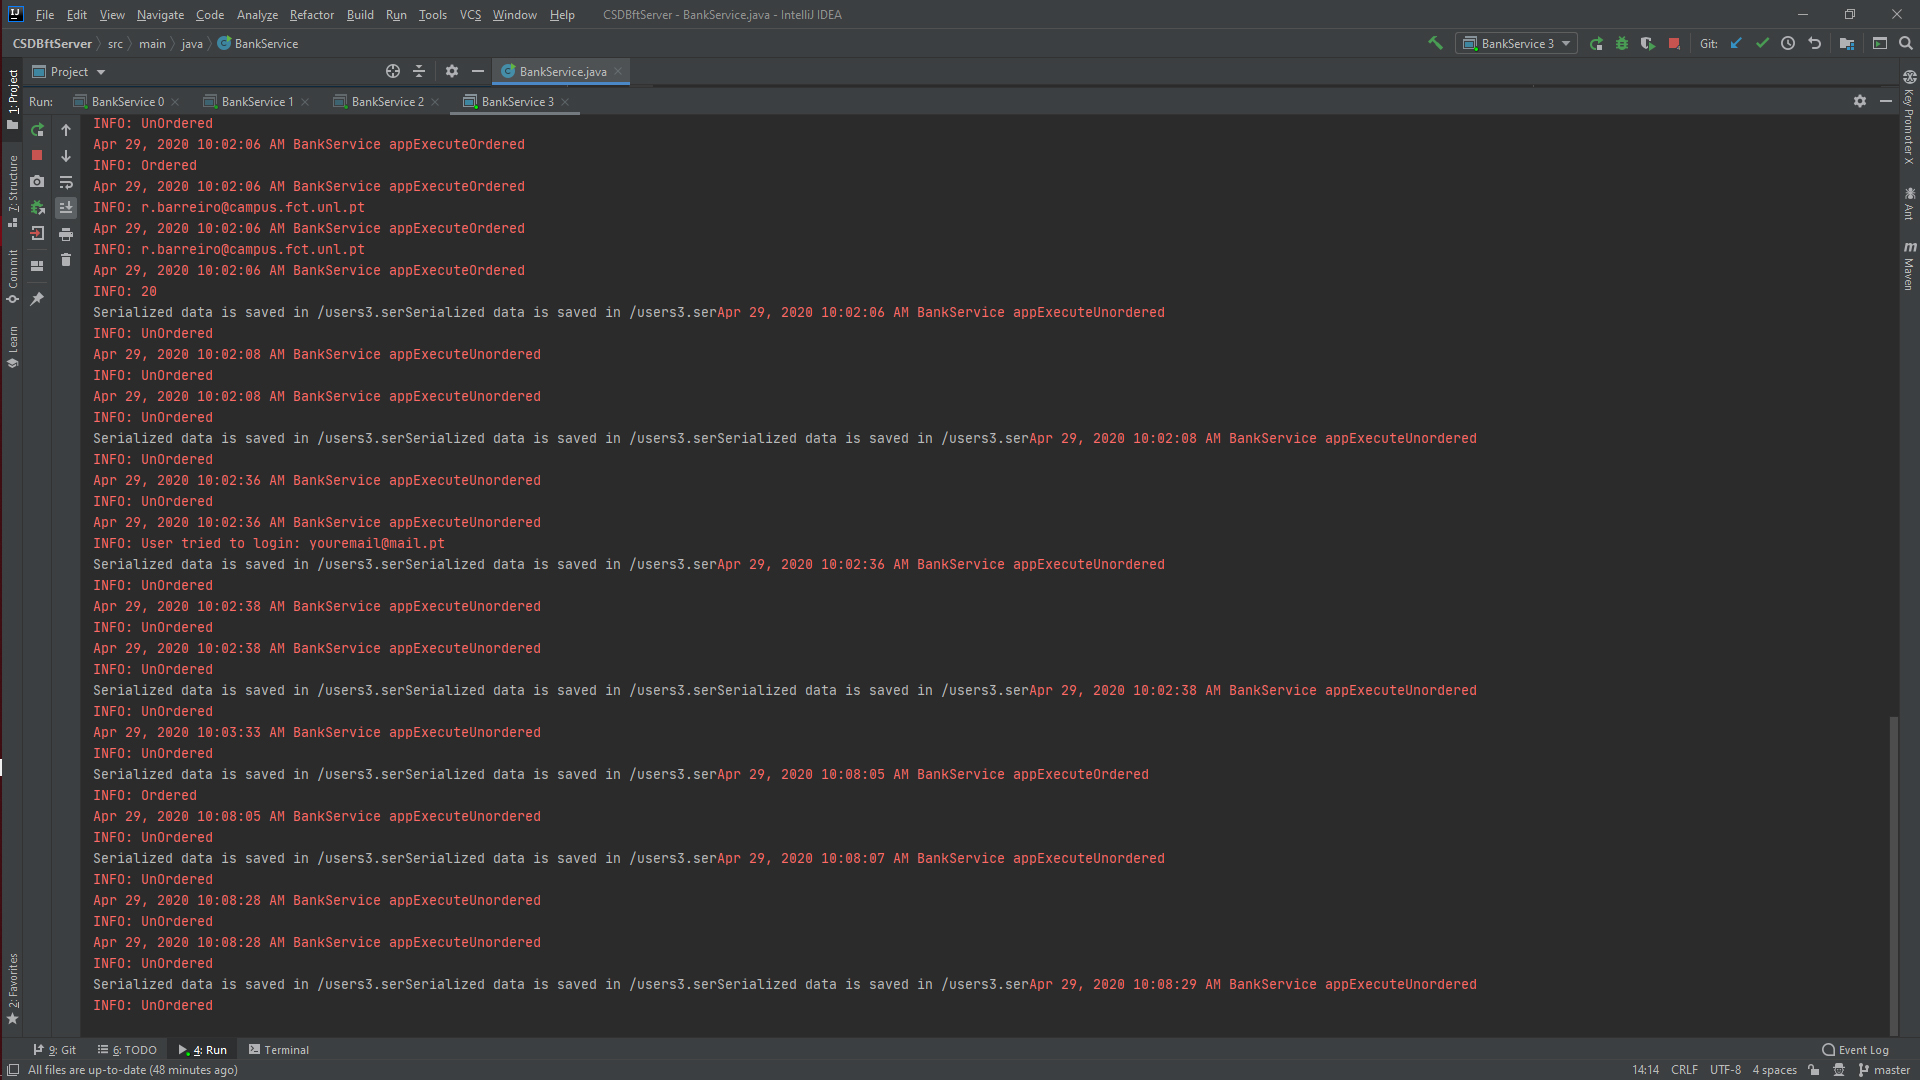 File Edit View Navigate Code Analyze Refactor Build Run Tools VCS Window Help CSDBftServer - BankService.java - IntelliJ IDEA
CSDBftServer src main java BankService BankService 3 Git:
Project BankService.java
Run: BankService 0 BankService 1 BankService 2 BankService 3
INFO: UnOrdered
Apr 29, 2020 10:02:06 AM BankService appExecuteOrdered
INFO: Ordered
Apr 29, 2020 10:02:06 AM BankService appExecuteOrdered
INFO: r.barreiro@campus.fct.unl.pt
Apr 29, 2020 10:02:06 AM BankService appExecuteOrdered
INFO: r.barreiro@campus.fct.unl.pt
Apr 29, 2020 10:02:06 AM BankService appExecuteOrdered
INFO: 20
Serialized data is saved in /users3.serSerialized data is saved in /users3.serApr 29, 2020 10:02:06 AM BankService appExecuteUnordered
INFO: UnOrdered
Apr 29, 2020 10:02:08 AM BankService appExecuteUnordered
INFO: UnOrdered
Apr 29, 2020 10:02:08 AM BankService appExecuteUnordered
INFO: UnOrdered
Serialized data is saved in /users3.serSerialized data is saved in /users3.serSerialized data is saved in /users3.serApr 29, 2020 10:02:08 AM BankService appExecuteUnordered
INFO: UnOrdered
Apr 29, 2020 10:02:36 AM BankService appExecuteUnordered
INFO: UnOrdered
Apr 29, 2020 10:02:36 AM BankService appExecuteUnordered
INFO: User tried to login: youremail@mail.pt
Serialized data is saved in /users3.serSerialized data is saved in /users3.serApr 29, 2020 10:02:36 AM BankService appExecuteUnordered
INFO: UnOrdered
Apr 29, 2020 10:02:38 AM BankService appExecuteUnordered
INFO: UnOrdered
Apr 29, 2020 10:02:38 AM BankService appExecuteUnordered
INFO: UnOrdered
Serialized data is saved in /users3.serSerialized data is saved in /users3.serSerialized data is saved in /users3.serApr 29, 2020 10:02:38 AM BankService appExecuteUnordered
INFO: UnOrdered
Apr 29, 2020 10:03:33 AM BankService appExecuteUnordered
INFO: UnOrdered
Serialized data is saved in /users3.serSerialized data is saved in /users3.serApr 29, 2020 10:08:05 AM BankService appExecuteOrdered
INFO: Ordered
Apr 29, 2020 10:08:05 AM BankService appExecuteUnordered
INFO: UnOrdered
Serialized data is saved in /users3.serSerialized data is saved in /users3.serApr 29, 2020 10:08:07 AM BankService appExecuteUnordered
INFO: UnOrdered
Apr 29, 2020 10:08:28 AM BankService appExecuteUnordered
INFO: UnOrdered
Apr 29, 2020 10:08:28 AM BankService appExecuteUnordered
INFO: UnOrdered
Serialized data is saved in /users3.serSerialized data is saved in /users3.serSerialized data is saved in /users3.serApr 29, 2020 10:08:29 AM BankService appExecuteUnordered
INFO: UnOrdered
1: Project
7: Structure
Commit
Learn
2: Favorites
Key Promoter X
Ant
Maven
9: Git 6: TODO 4: Run Terminal Event Log
All files are up-to-date (48 minutes ago) 14:14 CRLF UTF-8 4 spaces master